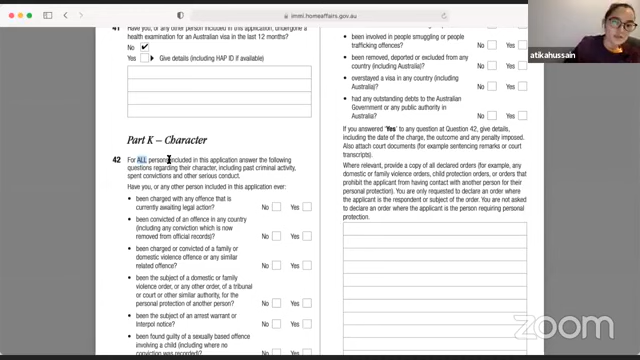 immi.homeaffairs.gov.au
41
Have you, or any other person included in this application, undergone a
health examination for an Australian visa in the last 12 months?
No
Yes
Give details (including HAP ID if available)
Part K – Character
42
For ALL persons included in this application answer the following
questions regarding their character, including past criminal activity,
spent convictions and other serious conduct.
Have you, or any other person included in this application ever:
• been charged with any offence that is
currently awaiting legal action?
No
Yes
• been convicted of an offence in any country
(including any conviction which is now
removed from official records)?
No
Yes
• been charged or convicted of a family or
domestic violence offence or any similar
related offence?
No
Yes
• been the subject of a domestic or family
violence order, or any other order, of a tribunal
or court or other similar authority, for the
personal protection of another person?
No
Yes
• been the subject of an arrest warrant or
Interpol notice?
No
Yes
• been found guilty of a sexually based offence
involving a child (including where no
conviction was recorded)?
No
Yes
No
Yes
• been involved in people smuggling or people
trafficking offences?
No
Yes
• been removed, deported or excluded from any
country (including Australia)?
No
Yes
• overstayed a visa in any country (including
Australia)?
No
Yes
• had any outstanding debts to the Australian
Government or any public authority in
Australia?
No
Yes
If you answered 'Yes' to any question at Question 42, give details,
including the date of the charge, the outcome and any penalty imposed.
Also attach court documents (for example sentencing remarks or court
transcripts).
Where relevant, provide a copy of all declared orders (for example, any
domestic or family violence orders, child protection orders, or orders
that prohibit the applicant from having contact with another person for their
personal protection). You are only requested to declare an order where
the applicant is the respondent or subject of the order. You are not asked
to declare an order where the applicant is the person requiring personal
protection.
atikahussain
zoom